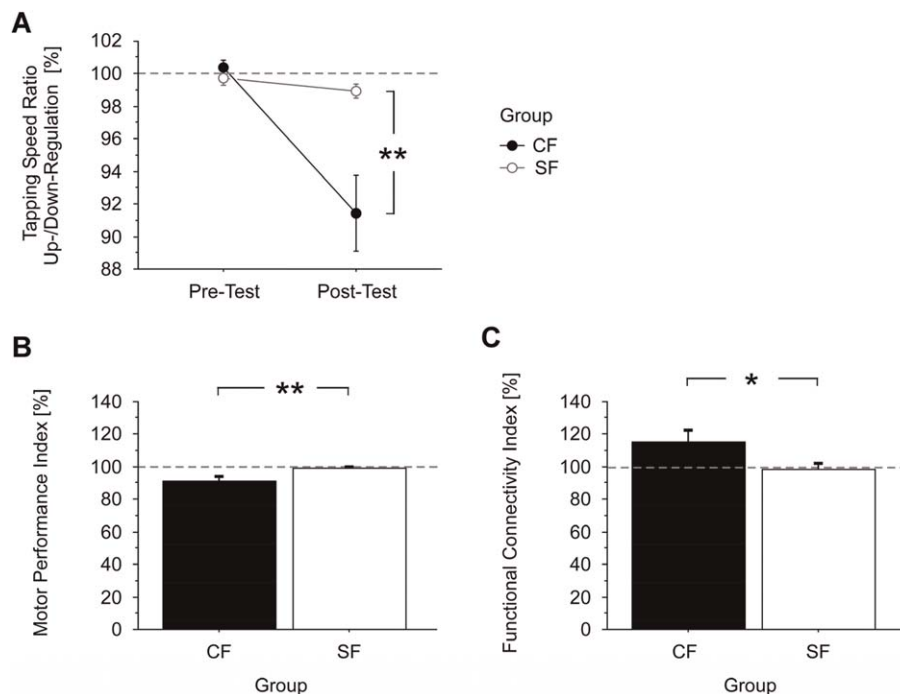 A
Tapping Speed Ratio
Up-/Down-Regulation [%]
102
100
98
96
94
92
90
88
**
Pre-Test
Post-Test
Group
CF
SF
B
Motor Performance Index [%]
140
120
100
80
60
40
20
0
**
CF
SF
Group
C
Functional Connectivity Index [%]
140
120
100
80
60
40
20
0
*
CF
SF
Group